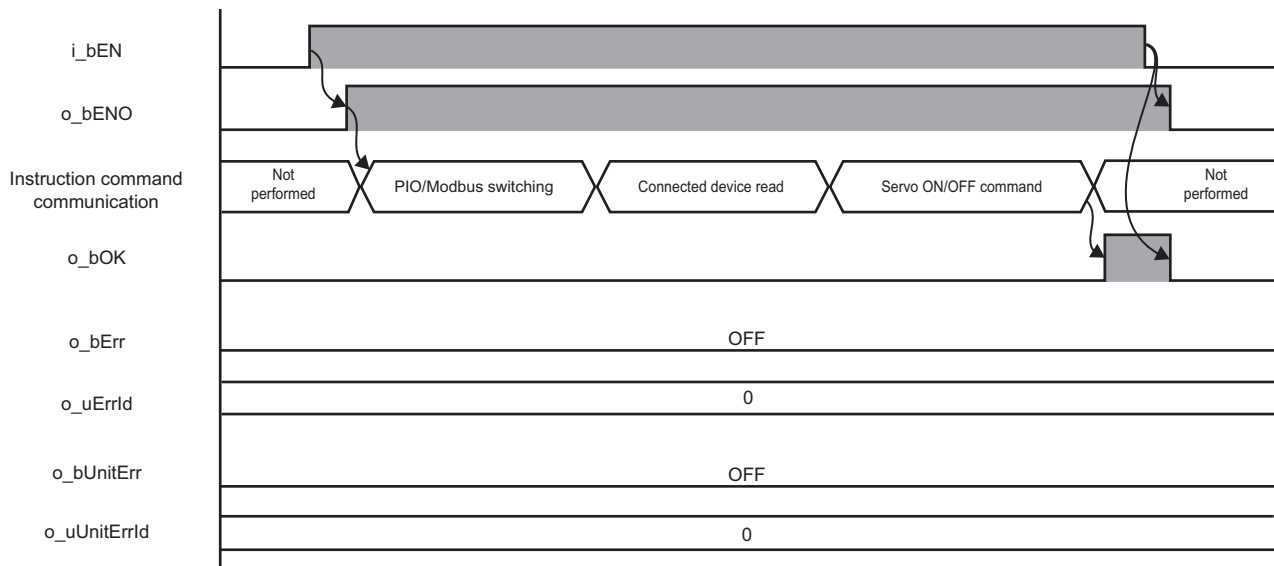 i_bEN
o_bENO
Instruction command
communication
Not
performed
PIO/Modbus switching
Connected device read
Servo ON/OFF command
Not
performed
o_bOK
o_bErr
OFF
o_uErrId
0
o_bUnitErr
OFF
o_uUnitErrId
0